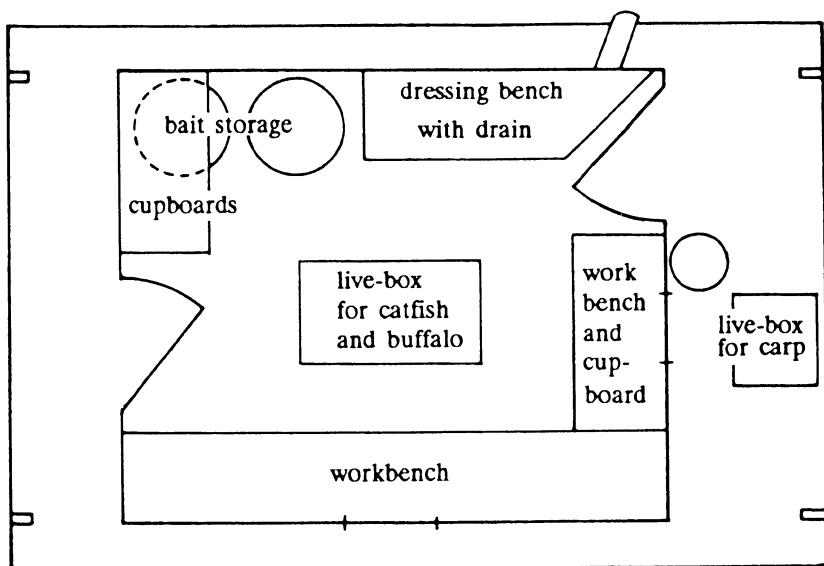 dressing bench
with drain
bait storage
cupboards
live-box
for catfish
and buffalo
work
bench
and
cup-
board
live-box
for carp
workbench